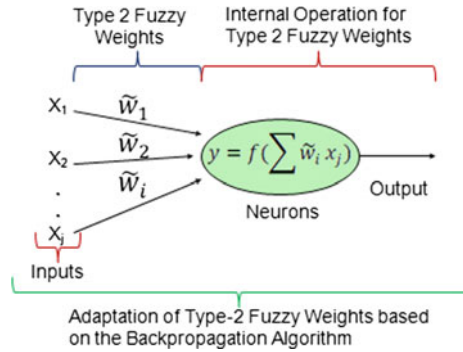 Type 2 Fuzzy
Weights
Internal Operation for
Type 2 Fuzzy Weights
X₁
w̃₁
X₂
w̃₂
.
.
w̃ᵢ
Xⱼ
y = f(∑ w̃ᵢ xⱼ)
Output
Neurons
Inputs
Adaptation of Type-2 Fuzzy Weights based
on the Backpropagation Algorithm